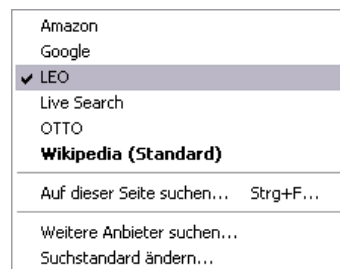 Amazon
Google
LEO
Live Search
OTTO
Wikipedia (Standard)
Auf dieser Seite suchen... Strg+F...
Weitere Anbieter suchen...
Suchstandard ändern...